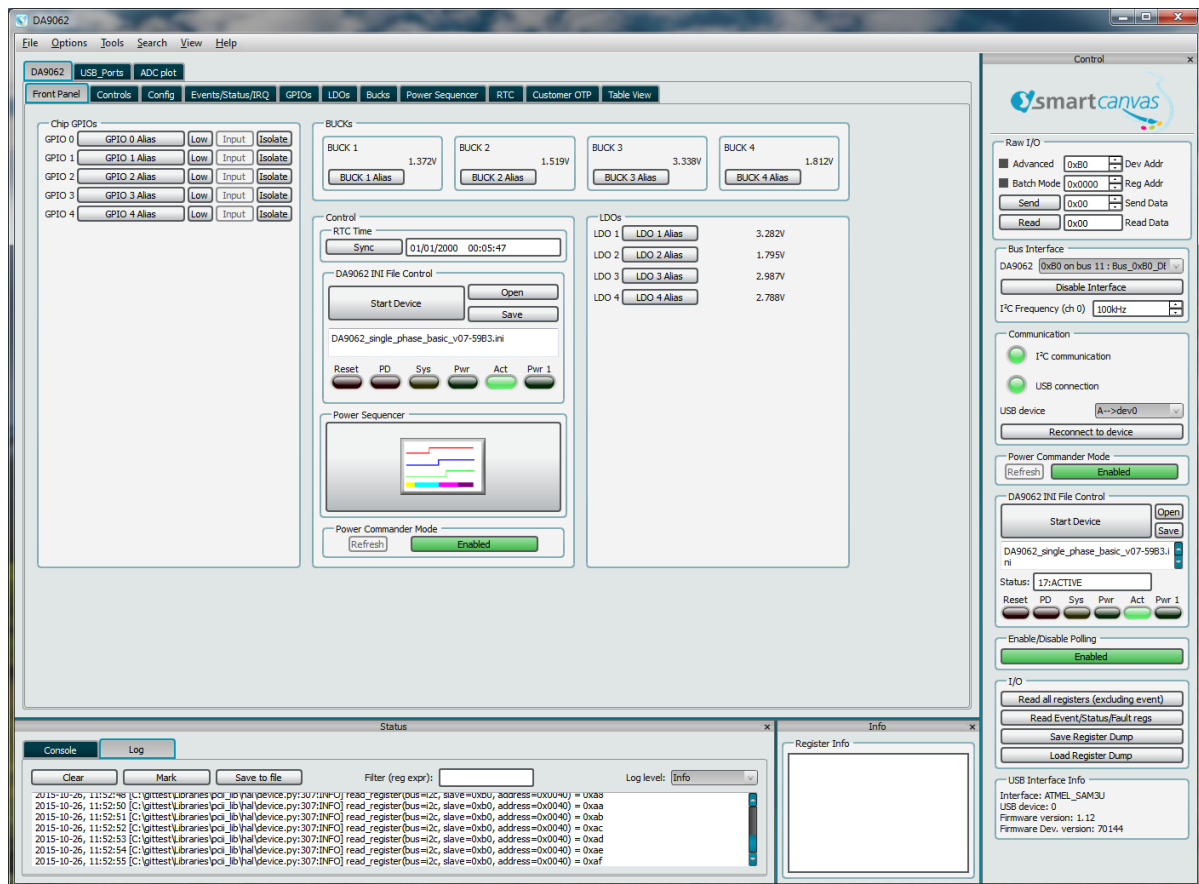 DA9062
File Options Tools Search View Help
DA9062 USB_Ports ADC plot
Front Panel Controls Config Events/Status/IRQ GPIOs LDOs Bucks Power Sequencer RTC Customer OTP Table View
Chip GPIOs
GPIO 0 GPIO 0 Alias Low Input Isolate
GPIO 1 GPIO 1 Alias Low Input Isolate
GPIO 2 GPIO 2 Alias Low Input Isolate
GPIO 3 GPIO 3 Alias Low Input Isolate
GPIO 4 GPIO 4 Alias Low Input Isolate
BUCKs
BUCK 1
1.372V
BUCK 1 Alias
BUCK 2
1.519V
BUCK 2 Alias
BUCK 3
3.338V
BUCK 3 Alias
BUCK 4
1.812V
BUCK 4 Alias
Control
RTC Time
Sync 01/01/2000 00:05:47
DA9062 INI File Control
Start Device
Open
Save
DA9062_single_phase_basic_v07-59B3.ini
Reset PD Sys Pwr Act Pwr 1
Power Sequencer
Power Commander Mode
Refresh Enabled
LDOs
LDO 1 LDO 1 Alias 3.282V
LDO 2 LDO 2 Alias 1.795V
LDO 3 LDO 3 Alias 2.987V
LDO 4 LDO 4 Alias 2.788V
Status
Console Log
Clear Mark Save to file Filter (reg expr): Log level: Info
2015-10-26, 11:52:48 [C:\gittest\Libraries\pcii_lib\hal\device.py:307:INFO] read_register(bus=i2c, slave=0xb0, address=0x0040) = 0xa8
2015-10-26, 11:52:50 [C:\gittest\Libraries\pcii_lib\hal\device.py:307:INFO] read_register(bus=i2c, slave=0xb0, address=0x0040) = 0xaa
2015-10-26, 11:52:51 [C:\gittest\Libraries\pcii_lib\hal\device.py:307:INFO] read_register(bus=i2c, slave=0xb0, address=0x0040) = 0xab
2015-10-26, 11:52:52 [C:\gittest\Libraries\pcii_lib\hal\device.py:307:INFO] read_register(bus=i2c, slave=0xb0, address=0x0040) = 0xac
2015-10-26, 11:52:53 [C:\gittest\Libraries\pcii_lib\hal\device.py:307:INFO] read_register(bus=i2c, slave=0xb0, address=0x0040) = 0xad
2015-10-26, 11:52:54 [C:\gittest\Libraries\pcii_lib\hal\device.py:307:INFO] read_register(bus=i2c, slave=0xb0, address=0x0040) = 0xae
2015-10-26, 11:52:55 [C:\gittest\Libraries\pcii_lib\hal\device.py:307:INFO] read_register(bus=i2c, slave=0xb0, address=0x0040) = 0xaf
Info
Register Info
Control
smartcanvas
Raw I/O
Advanced 0xB0 Dev Addr
Batch Mode 0x0000 Reg Addr
Send 0x00 Send Data
Read 0x00 Read Data
Bus Interface
DA9062 0xB0 on bus 11 : Bus_0xB0_DE
Disable Interface
I²C Frequency (ch 0) 100kHz
Communication
I²C communication
USB connection
USB device A-->dev0
Reconnect to device
Power Commander Mode
Refresh Enabled
DA9062 INI File Control
Start Device
Open
Save
DA9062_single_phase_basic_v07-59B3.i
ni
Status: 17:ACTIVE
Reset PD Sys Pwr Act Pwr 1
Enable/Disable Polling
Enabled
I/O
Read all registers (excluding event)
Read Event/Status/Fault regs
Save Register Dump
Load Register Dump
USB Interface Info
Interface: ATMEL_SAM3U
USB device: 0
Firmware version: 1.12
Firmware Dev. version: 70144